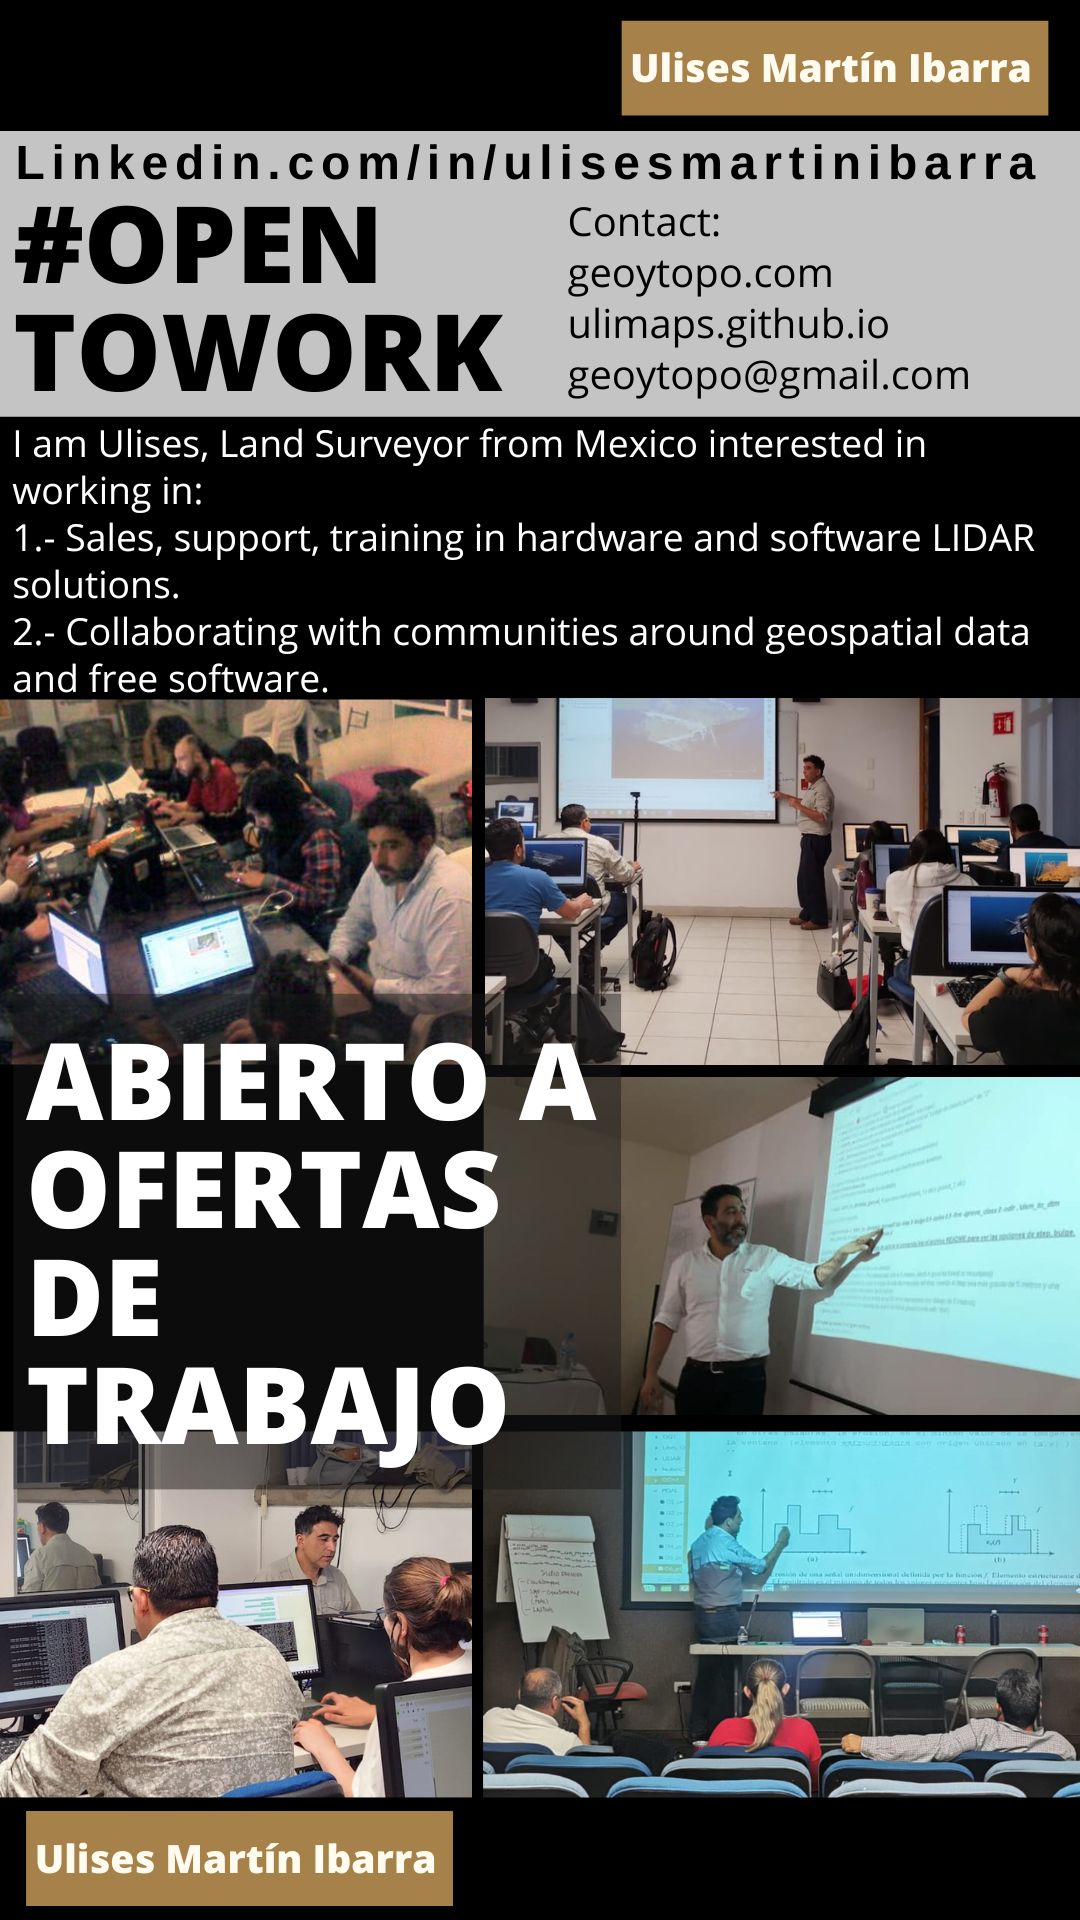 Ulises Martín Ibarra
Linkedin.com/in/ulisesmartinibarra
#OPEN
TOWORK
Contact:
geoytopo.com
ulimaps.github.io
geoytopo@gmail.com
I am Ulises, Land Surveyor from Mexico interested in
working in:
1.- Sales, support, training in hardware and software LIDAR
solutions.
2.- Collaborating with communities around geospatial data
and free software.
ABIERTO A
OFERTAS
DE
TRABAJO
(a)
(b)
Ulises Martín Ibarra